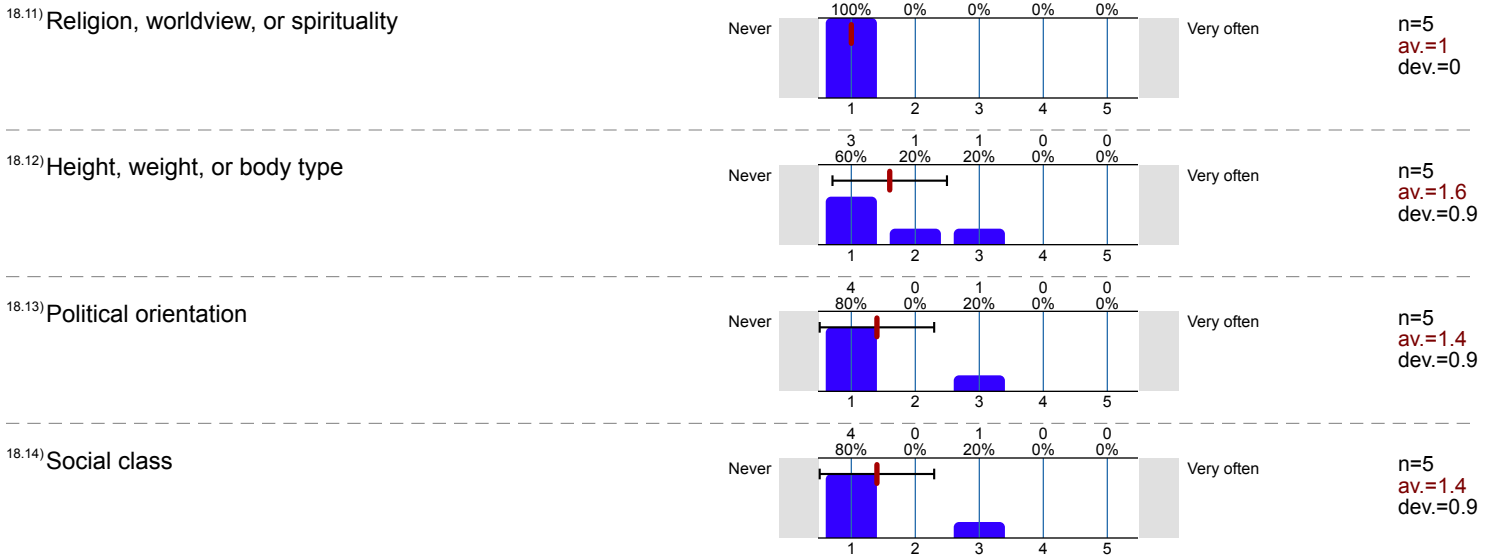 100% 0% 0% 0% 0%
18.11) Religion, worldview, or spirituality
Never Very often
n=5
av.=1
dev.=0
1 2 3 4 5
3 1 1 0 0
60% 20% 20% 0% 0%
18.12) Height, weight, or body type
Never Very often
n=5
av.=1.6
dev.=0.9
1 2 3 4 5
4 0 1 0 0
80% 0% 20% 0% 0%
18.13) Political orientation
Never Very often
n=5
av.=1.4
dev.=0.9
1 2 3 4 5
4 0 1 0 0
80% 0% 20% 0% 0%
18.14) Social class
Never Very often
n=5
av.=1.4
dev.=0.9
1 2 3 4 5